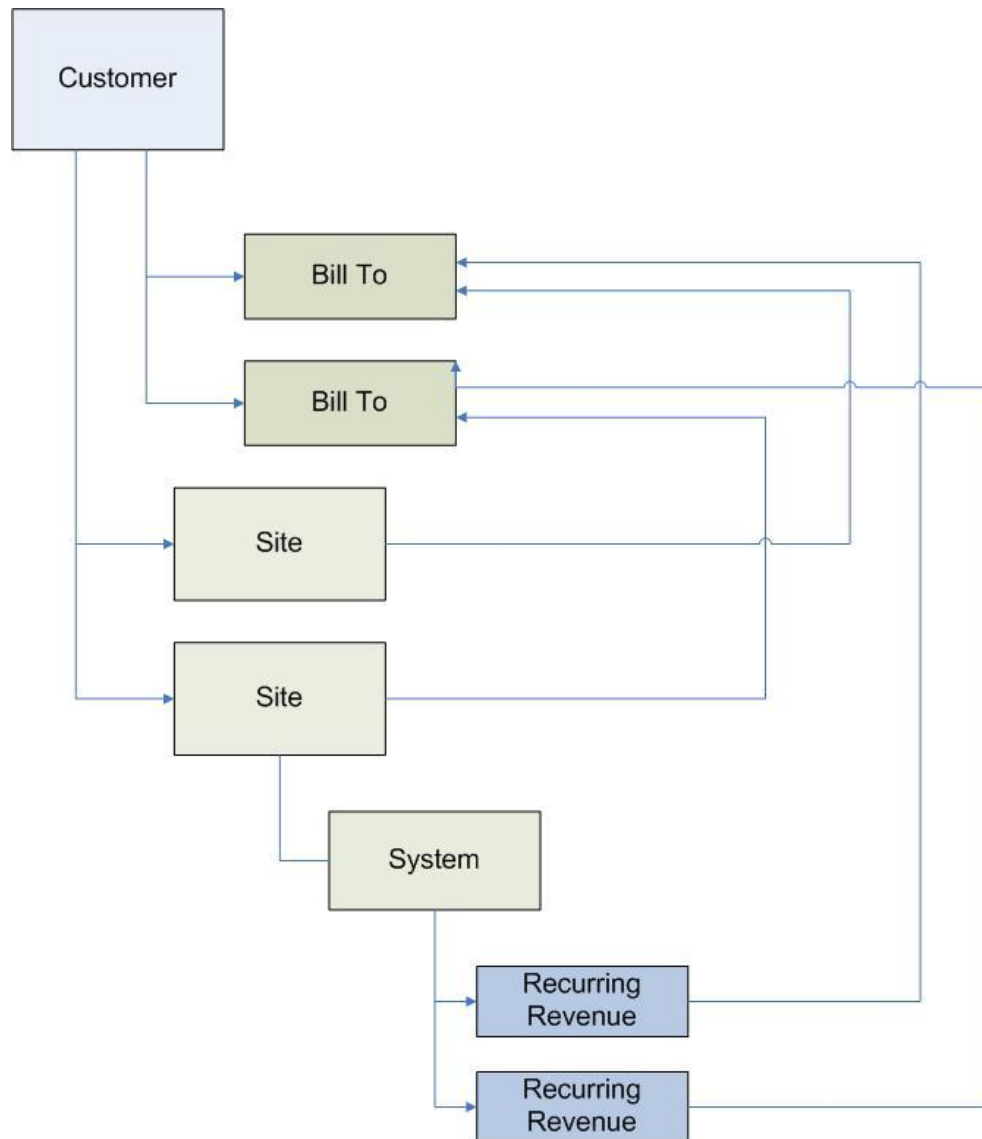 Customer
Bill To
Bill To
Site
Site
System
Recurring
Revenue
Recurring
Revenue